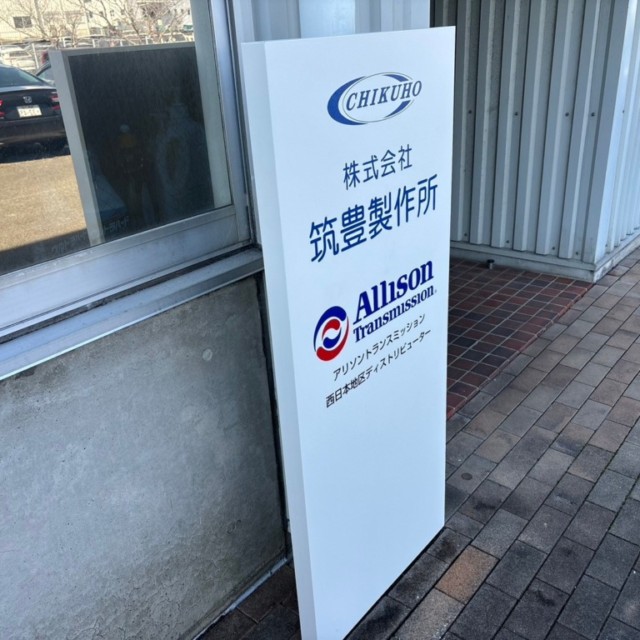 CHIKUHO
株式会社
筑豊製作所
Allison
Transmission®
アリソントランスミッション
西日本地区ディストリビューター